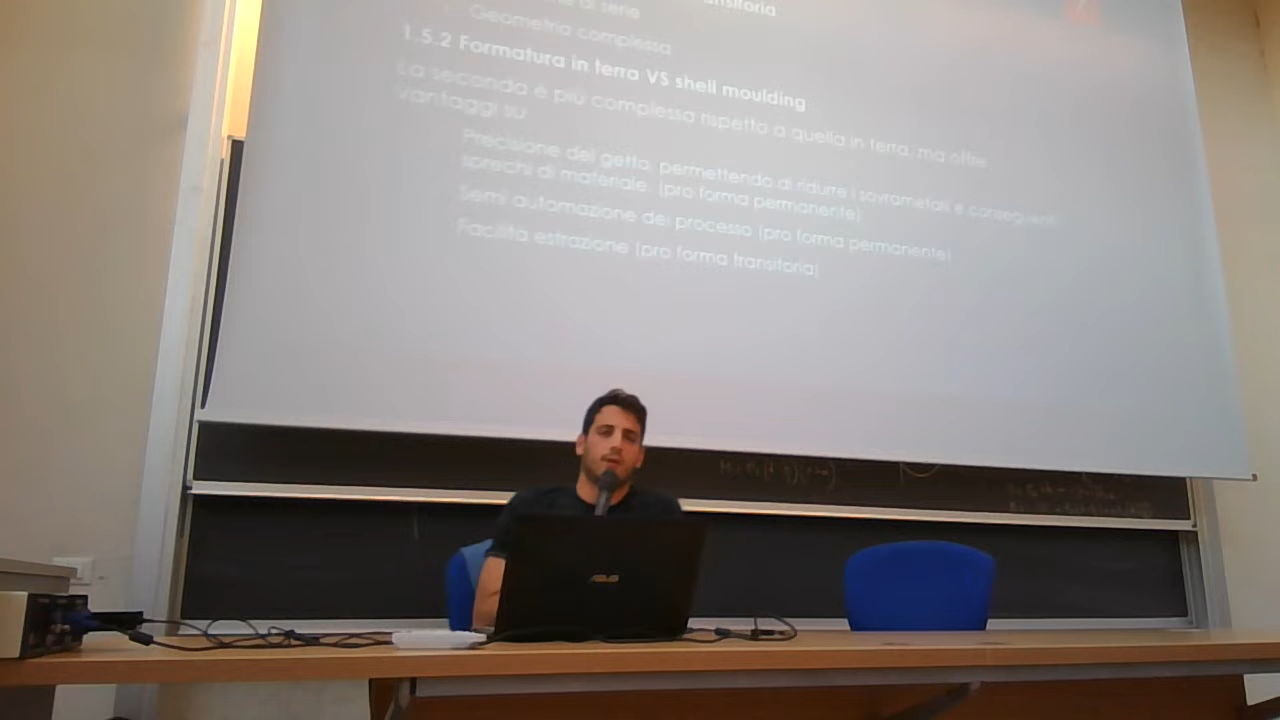 di serie
Geometria complessa
1.5.2 Formatura in terra VS shell moulding
La seconda è più complessa rispetto a quella in terra, ma offre
vantaggi su
Precisione del getto, permettendo di ridurre i sovrametalli e conseguenti
sprechi di materiale. (pro forma permanente)
Semi automazione del processo (pro forma permanente)
Facilità estrazione (pro forma transitoria)
ASUS